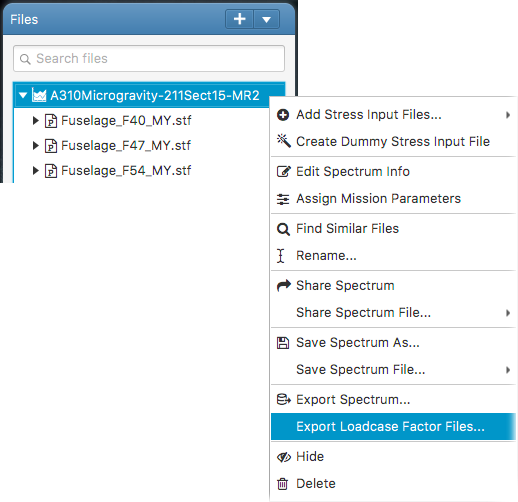 Files
Search files
A310Microgravity-211Sect15-MR2
Fuselage_F40_MY.stf
Fuselage_F47_MY.stf
Fuselage_F54_MY.stf
Add Stress Input Files...
Create Dummy Stress Input File
Edit Spectrum Info
Assign Mission Parameters
Find Similar Files
Rename...
Share Spectrum
Share Spectrum File...
Save Spectrum As...
Save Spectrum File...
Export Spectrum...
Export Loadcase Factor Files...
Hide
Delete